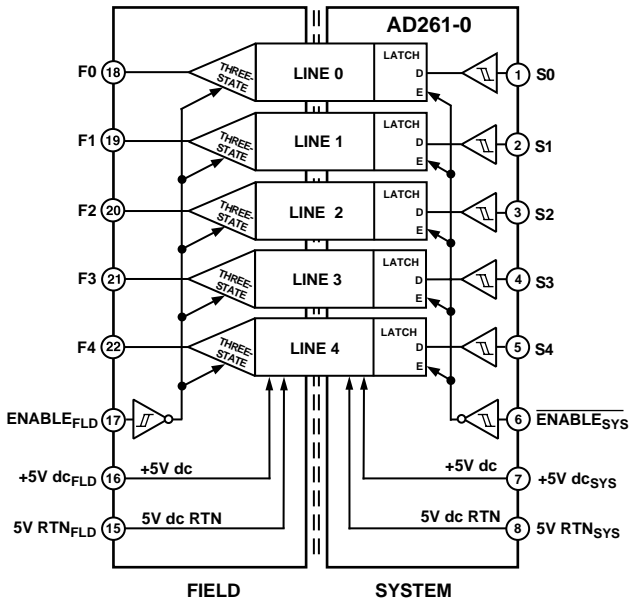 AD261-0
F0 18 THREE-STATE LINE 0 LATCH D E 1 S0
F1 19 THREE-STATE LINE 1 LATCH D E 2 S1
F2 20 THREE-STATE LINE 2 LATCH D E 3 S2
F3 21 THREE-STATE LINE 3 LATCH D E 4 S3
F4 22 THREE-STATE LINE 4 LATCH D E 5 S4
ENABLEFLD 17 6 ENABLESYS
+5V dcFLD 16 +5V dc +5V dc 7 +5V dcSYS
5V RTNFLD 15 5V dc RTN 5V dc RTN 8 5V RTNSYS
FIELD SYSTEM